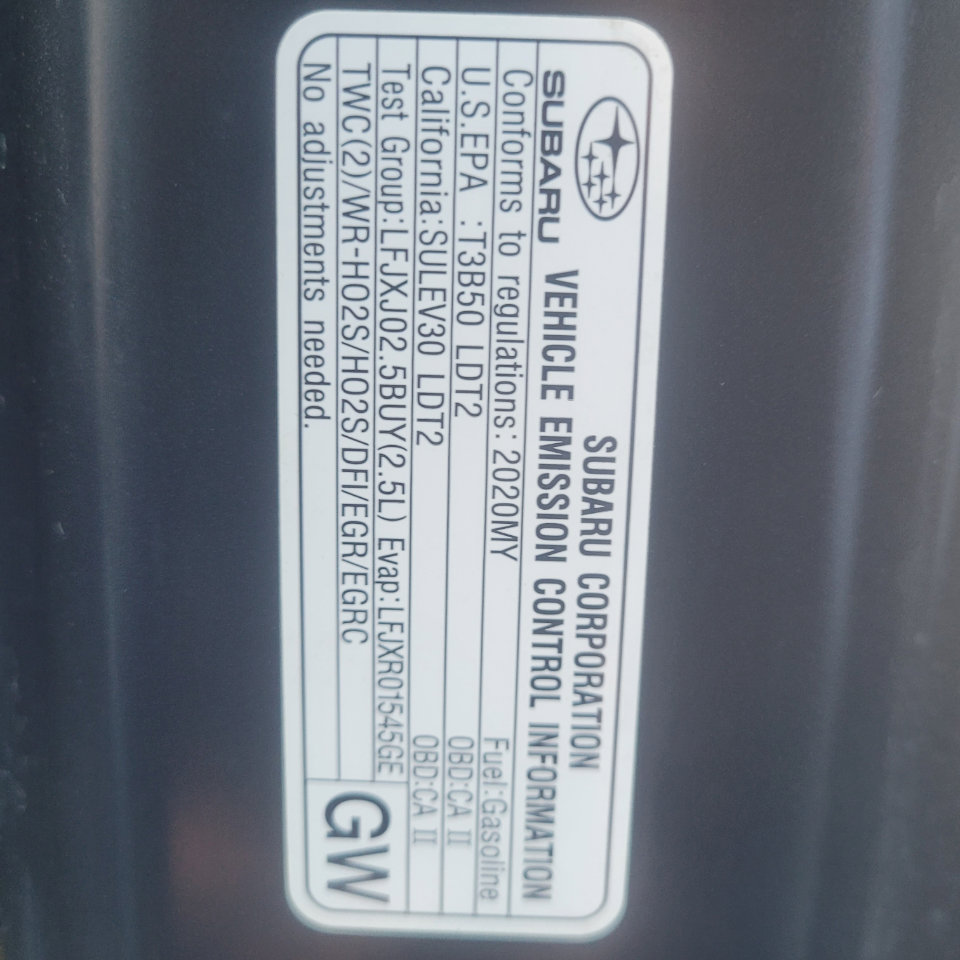 SUBARU CORPORATION
SUBARU VEHICLE EMISSION CONTROL INFORMATION
Conforms to regulations: 2020MY Fuel:Gasoline
U.S.EPA :T3B50 LDT2 OBD:CA II
California:SULEV30 LDT2 OBD:CA II
Test Group:LFJXJ02.5BUY(2.5L) Evap:LFJXR01545GE
TWC(2)/WR-HO2S/HO2S/DFI/EGR/EGRC
No adjustments needed.
GW